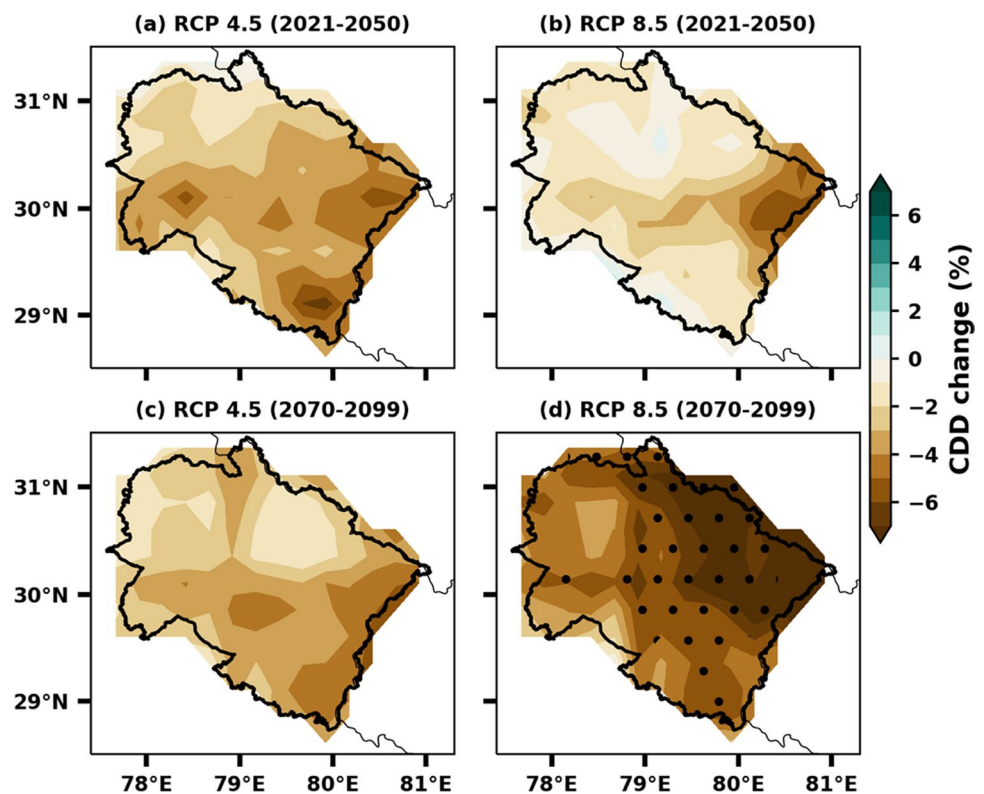 (a) RCP 4.5 (2021-2050)
(b) RCP 8.5 (2021-2050)
31°N
30°N
29°N
(c) RCP 4.5 (2070-2099)
(d) RCP 8.5 (2070-2099)
31°N
30°N
29°N
78°E 79°E 80°E 81°E
78°E 79°E 80°E 81°E
6
4
2
0
−2
−4
−6
CDD change (%)